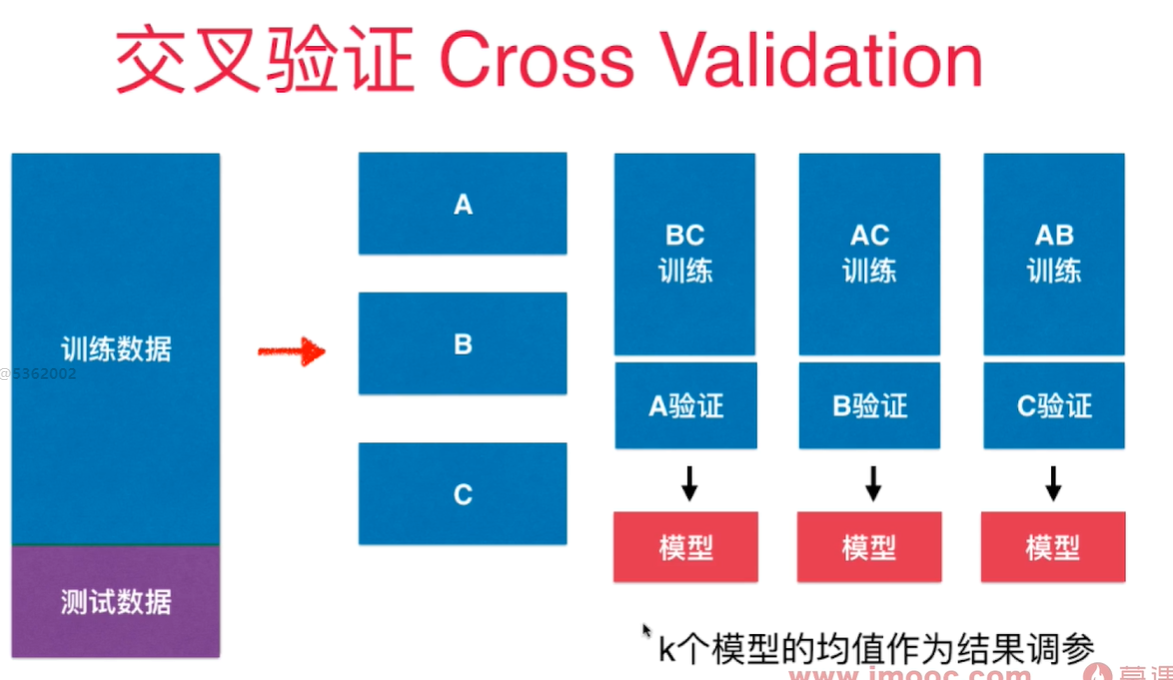 交叉验证 Cross Validation
训练数据
@5362002
测试数据
A
B
C
BC
训练
A验证
模型
AC
训练
B验证
模型
AB
训练
C验证
模型
k个模型的均值作为结果调参
www.imooc.com
慕课